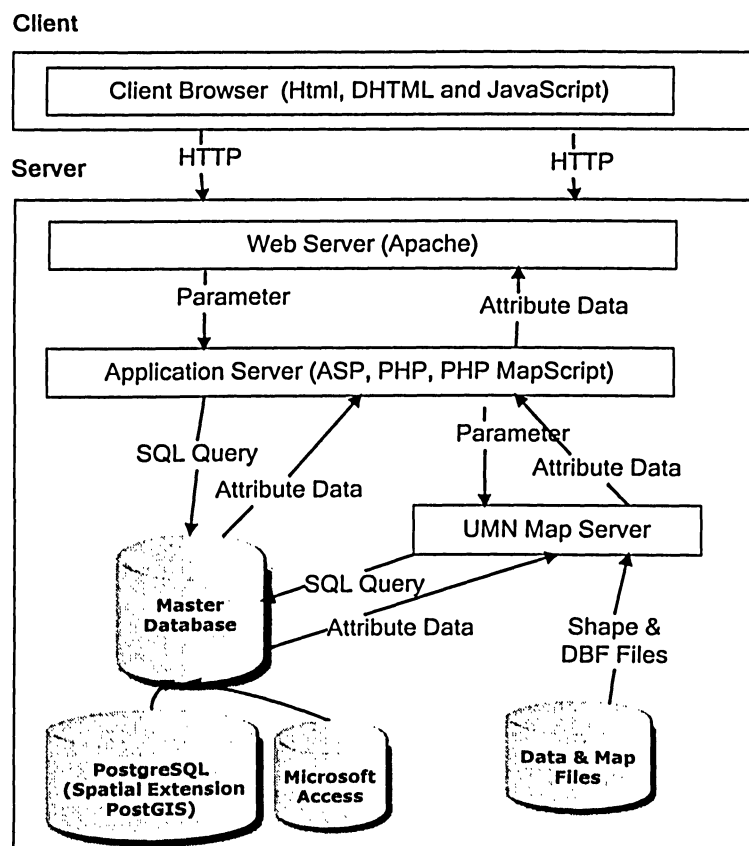 Client
Client Browser (Html, DHTML and JavaScript)
HTTP
HTTP
Server
Web Server (Apache)
Parameter
Attribute Data
Application Server (ASP, PHP, PHP MapScript)
SQL Query
Parameter
Attribute Data
Attribute Data
UMN Map Server
Master
Database
SQL Query
Attribute Data
Shape &
DBF Files
PostgreSQL
(Spatial Extension
PostGIS)
Microsoft
Access
Data & Map
Files